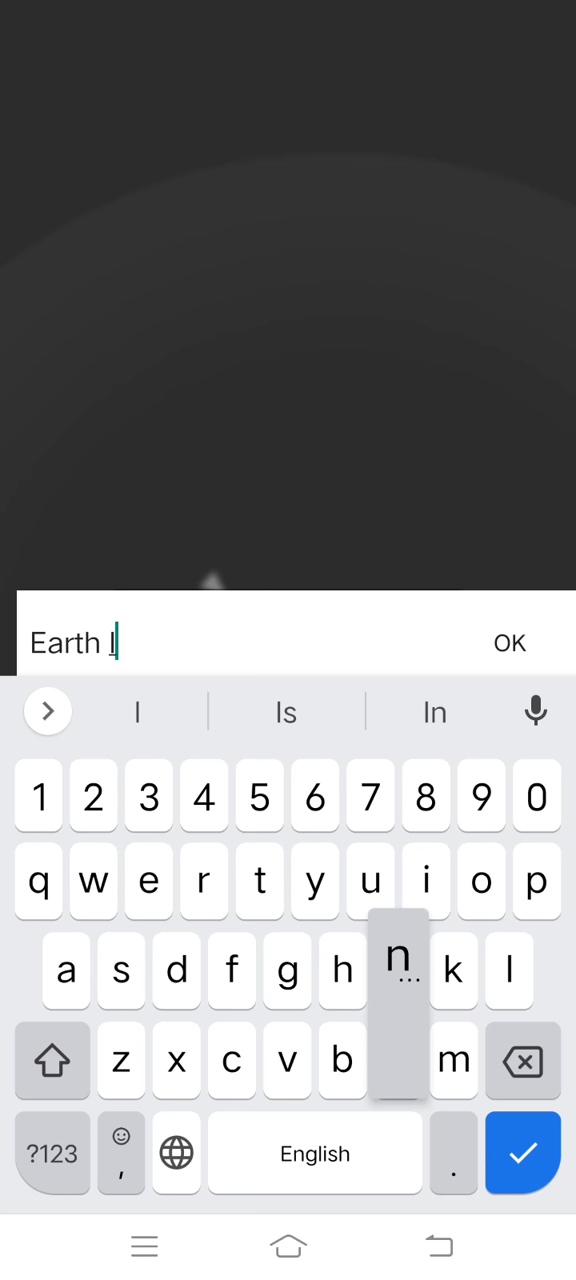 Earth I
OK
I Is In
1 2 3 4 5 6 7 8 9 0
q w e r t y u i o p
a s d f g h n... k l
z x c v b m
?123 , English .